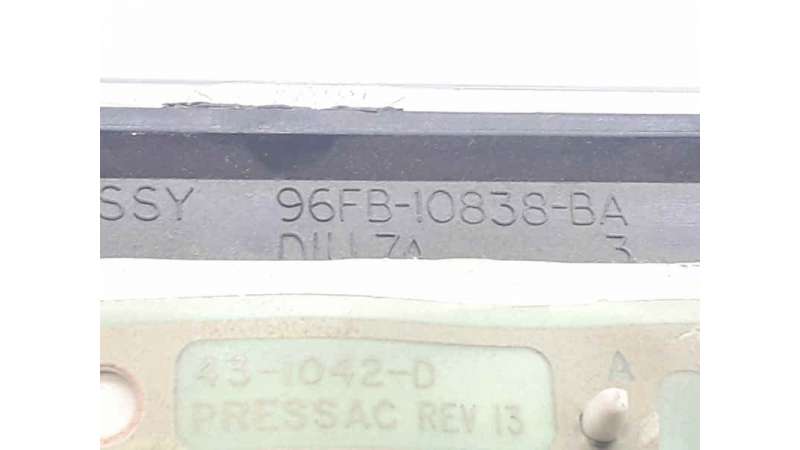 SSY 96FB-10838-BA
3
43-1042-D A
PRESSAC REV 13